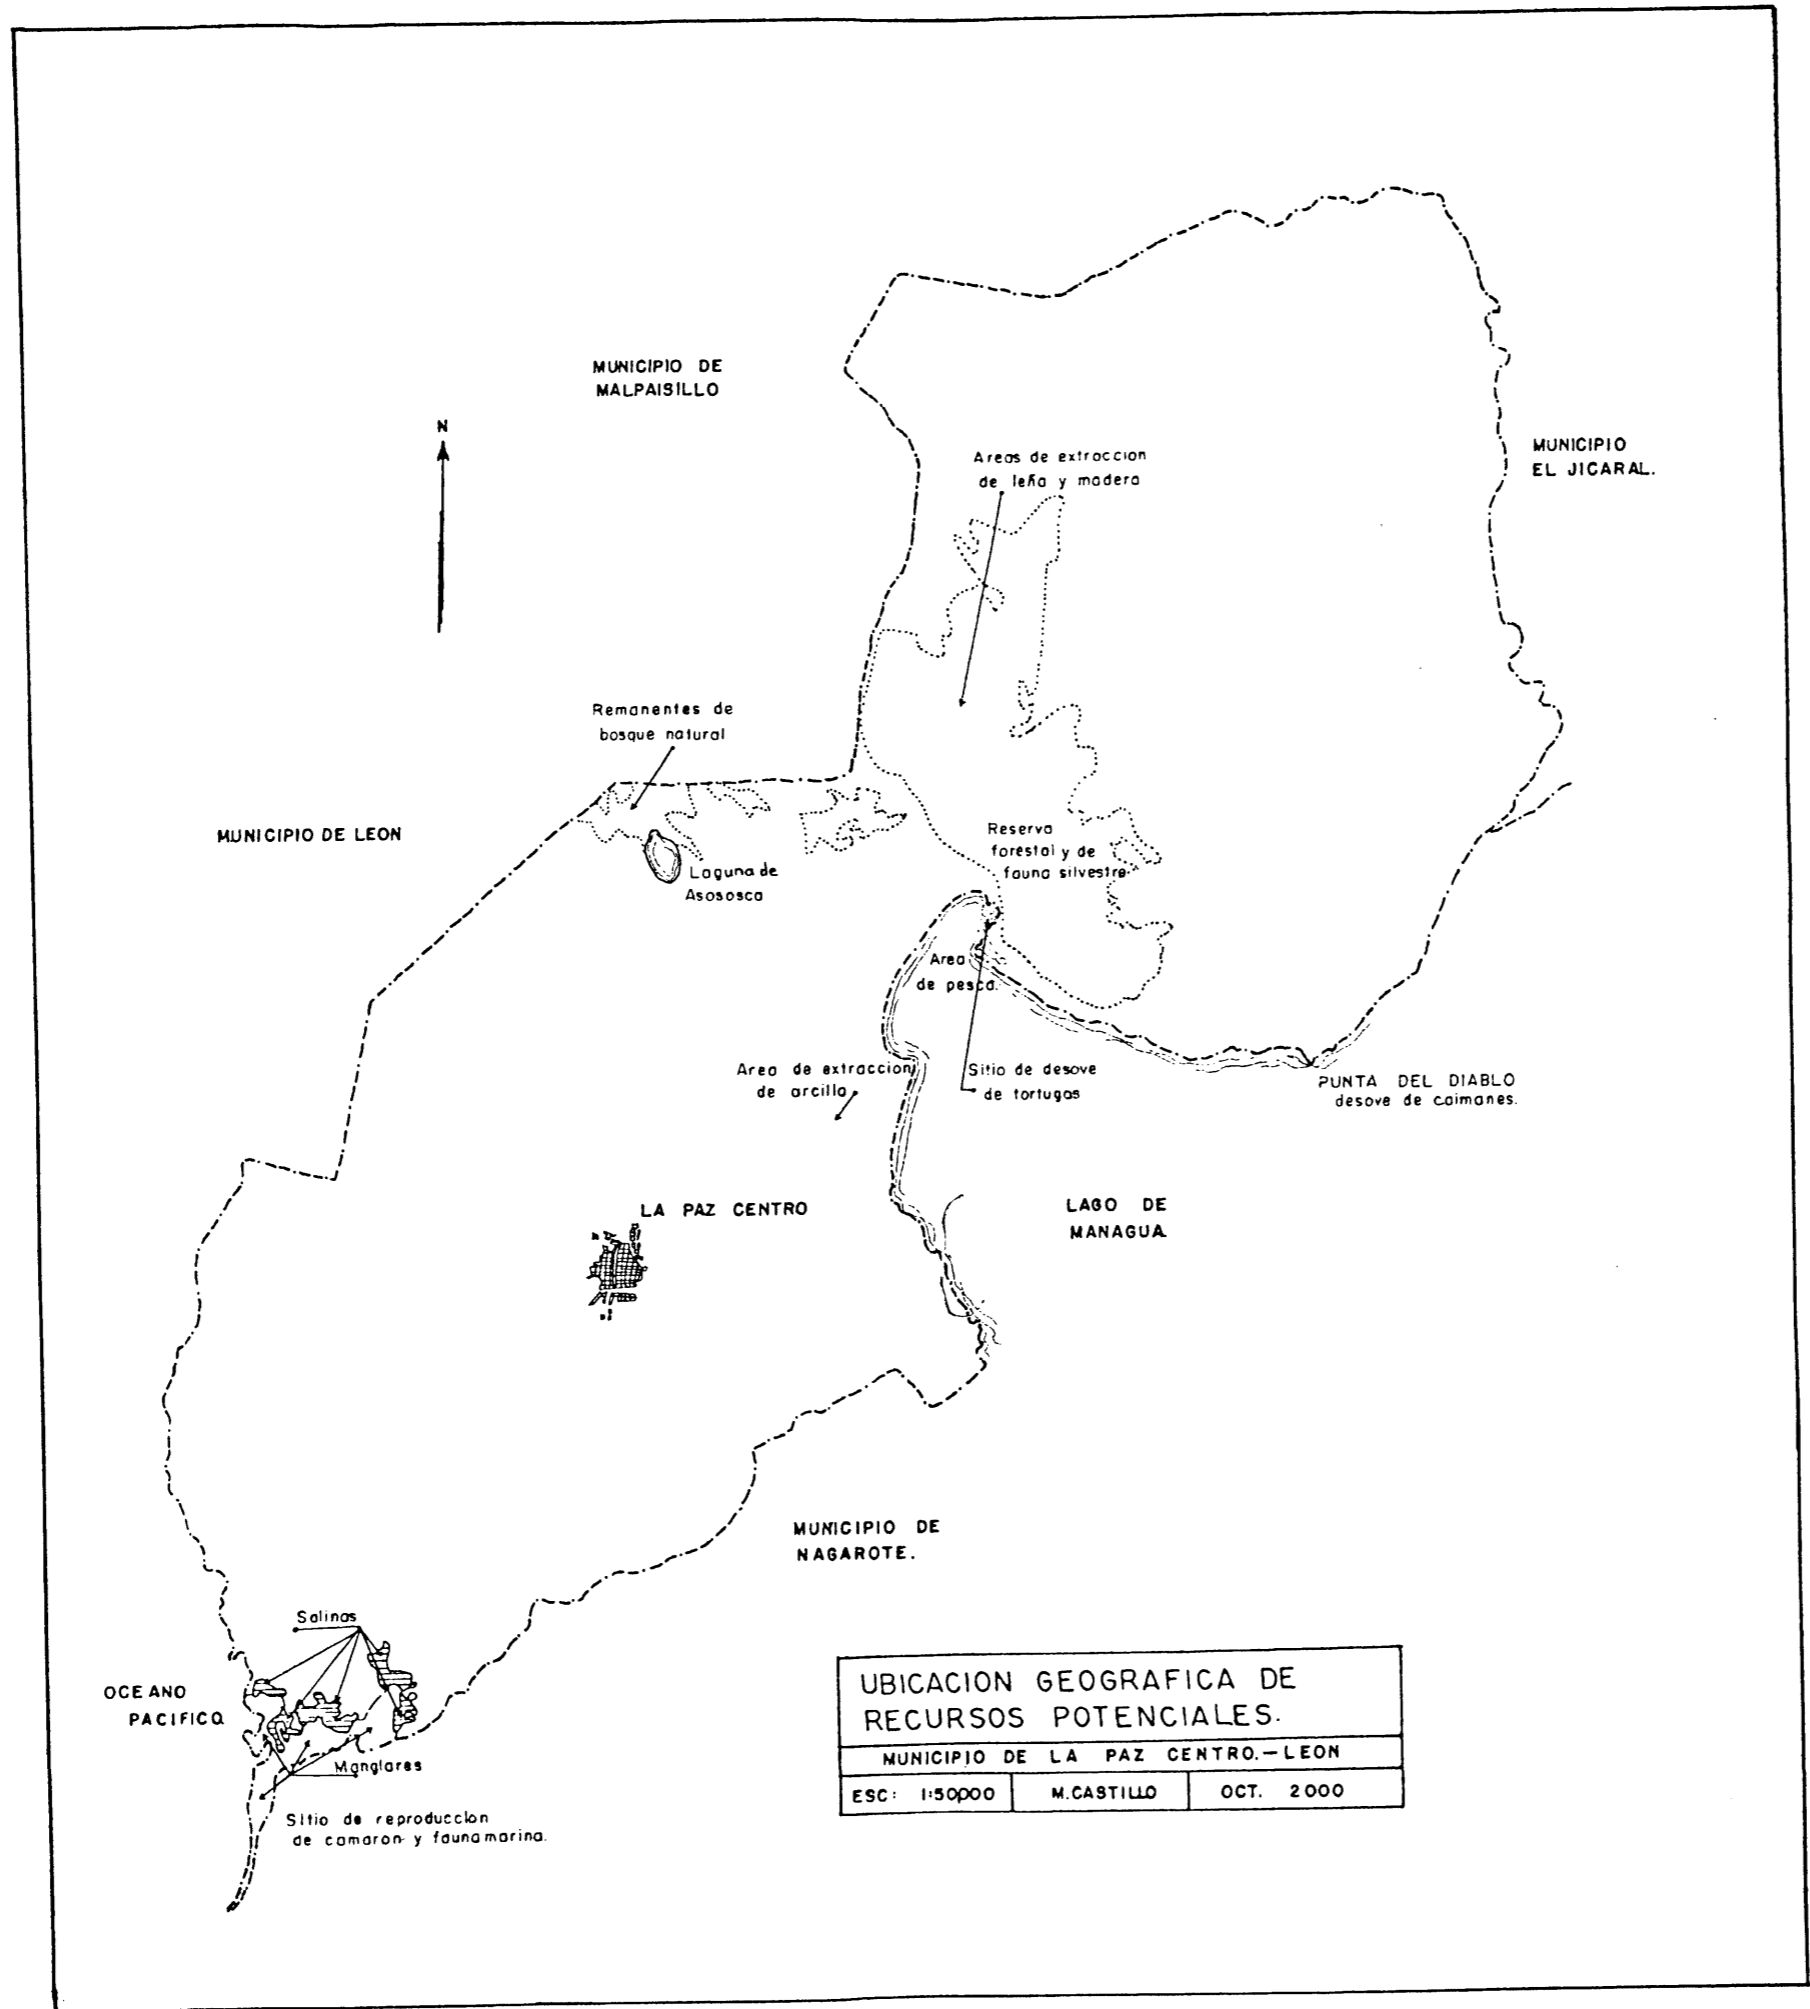 MUNICIPIO DE
MALPAISILLO
N
Areas de extraccion
de leña y madera
MUNICIPIO
EL JICARAL.
Remanentes de
bosque natural
MUNICIPIO DE LEON
Laguna de
Asososca
Reserva
forestal y de
fauna silvestre
Area
de pesca.
Area de extraccion
de arcilla
Sitio de desove
de tortugas
PUNTA DEL DIABLO
desove de caimanes.
LA PAZ CENTRO
LAGO DE
MANAGUA
MUNICIPIO DE
NAGAROTE.
Salinas
OCEANO
PACIFICO
Manglares
Sitio de reproduccion
de camaron y fauna marina.
UBICACION GEOGRAFICA DE
RECURSOS POTENCIALES.
MUNICIPIO DE LA PAZ CENTRO.-LEON
ESC: 1:50,000 M.CASTILLO OCT. 2000